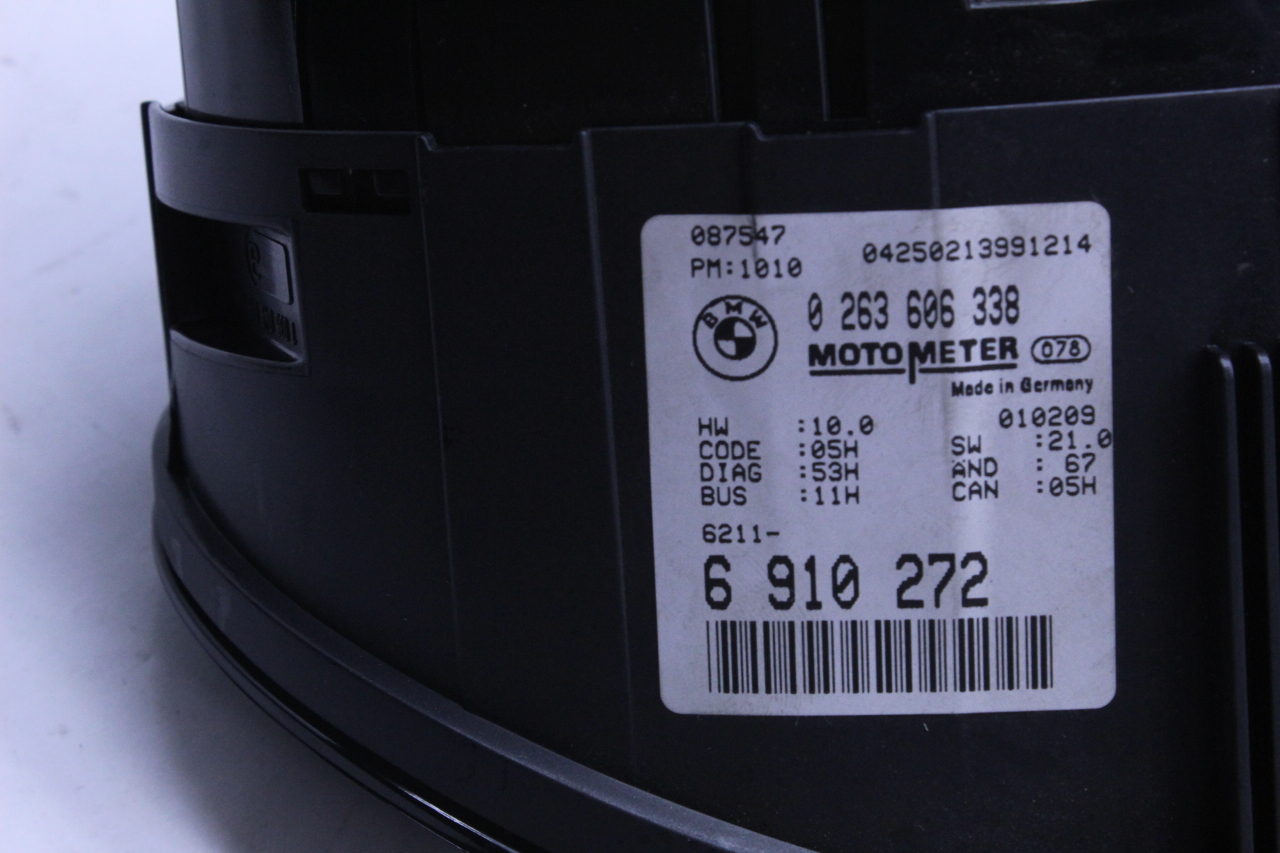 087547
04250213991214
PM:1010
BMW
0 263 606 338
MOTOMETER 078
Made in Germany
010209
HW :10.0
SW :21.0
CODE :05H
AND : 67
DIAG :53H
CAN :05H
BUS :11H
6211-
6 910 272